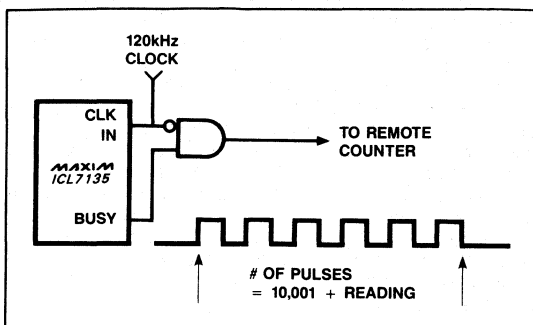 120kHz
CLOCK
CLK
IN
MAXIM
ICL7135
BUSY
TO REMOTE
COUNTER
# OF PULSES
= 10,001 + READING